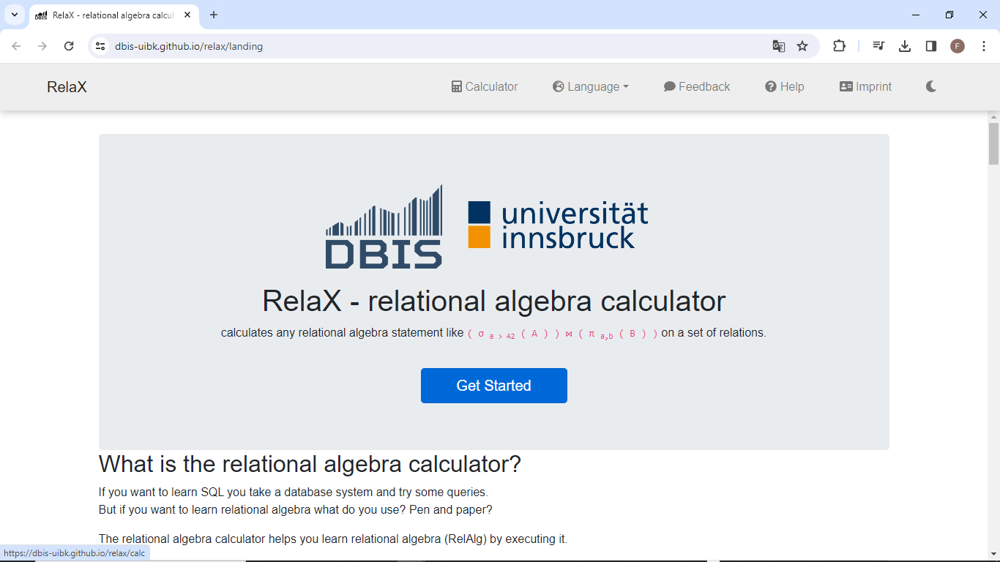 RelaX - relational algebra calcul
dbis-uibk.github.io/relax/landing
F
RelaX
Calculator
Language
Feedback
Help
Imprint
DBIS
universität
innsbruck
RelaX - relational algebra calculator
calculates any relational algebra statement like ( σ a > 42 ( A ) ) ⋈ ( π a,b ( B ) ) on a set of relations.
Get Started
What is the relational algebra calculator?
If you want to learn SQL you take a database system and try some queries.
But if you want to learn relational algebra what do you use? Pen and paper?
The relational algebra calculator helps you learn relational algebra (RelAlg) by executing it.
https://dbis-uibk.github.io/relax/calc